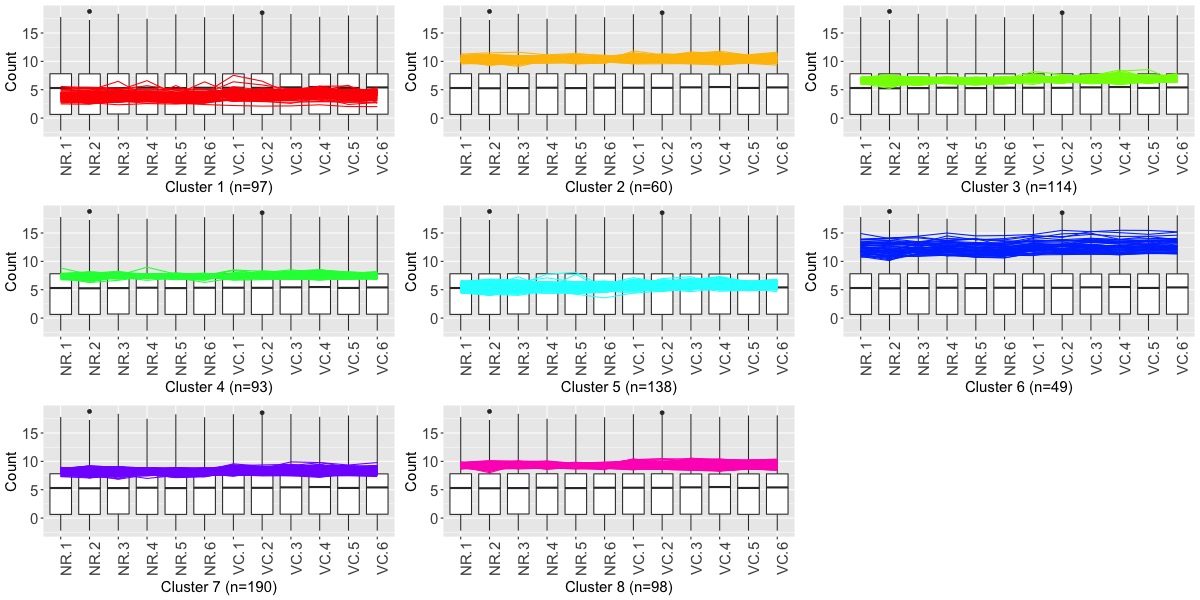 Count
15
10
5
0
NR.1 NR.2 NR.3 NR.4 NR.5 NR.6 VC.1 VC.2 VC.3 VC.4 VC.5 VC.6
Cluster 1 (n=97)
Count
15
10
5
0
NR.1 NR.2 NR.3 NR.4 NR.5 NR.6 VC.1 VC.2 VC.3 VC.4 VC.5 VC.6
Cluster 2 (n=60)
Count
15
10
5
0
NR.1 NR.2 NR.3 NR.4 NR.5 NR.6 VC.1 VC.2 VC.3 VC.4 VC.5 VC.6
Cluster 3 (n=114)
Count
15
10
5
0
NR.1 NR.2 NR.3 NR.4 NR.5 NR.6 VC.1 VC.2 VC.3 VC.4 VC.5 VC.6
Cluster 4 (n=93)
Count
15
10
5
0
NR.1 NR.2 NR.3 NR.4 NR.5 NR.6 VC.1 VC.2 VC.3 VC.4 VC.5 VC.6
Cluster 5 (n=138)
Count
15
10
5
0
NR.1 NR.2 NR.3 NR.4 NR.5 NR.6 VC.1 VC.2 VC.3 VC.4 VC.5 VC.6
Cluster 6 (n=49)
Count
15
10
5
0
NR.1 NR.2 NR.3 NR.4 NR.5 NR.6 VC.1 VC.2 VC.3 VC.4 VC.5 VC.6
Cluster 7 (n=190)
Count
15
10
5
0
NR.1 NR.2 NR.3 NR.4 NR.5 NR.6 VC.1 VC.2 VC.3 VC.4 VC.5 VC.6
Cluster 8 (n=98)